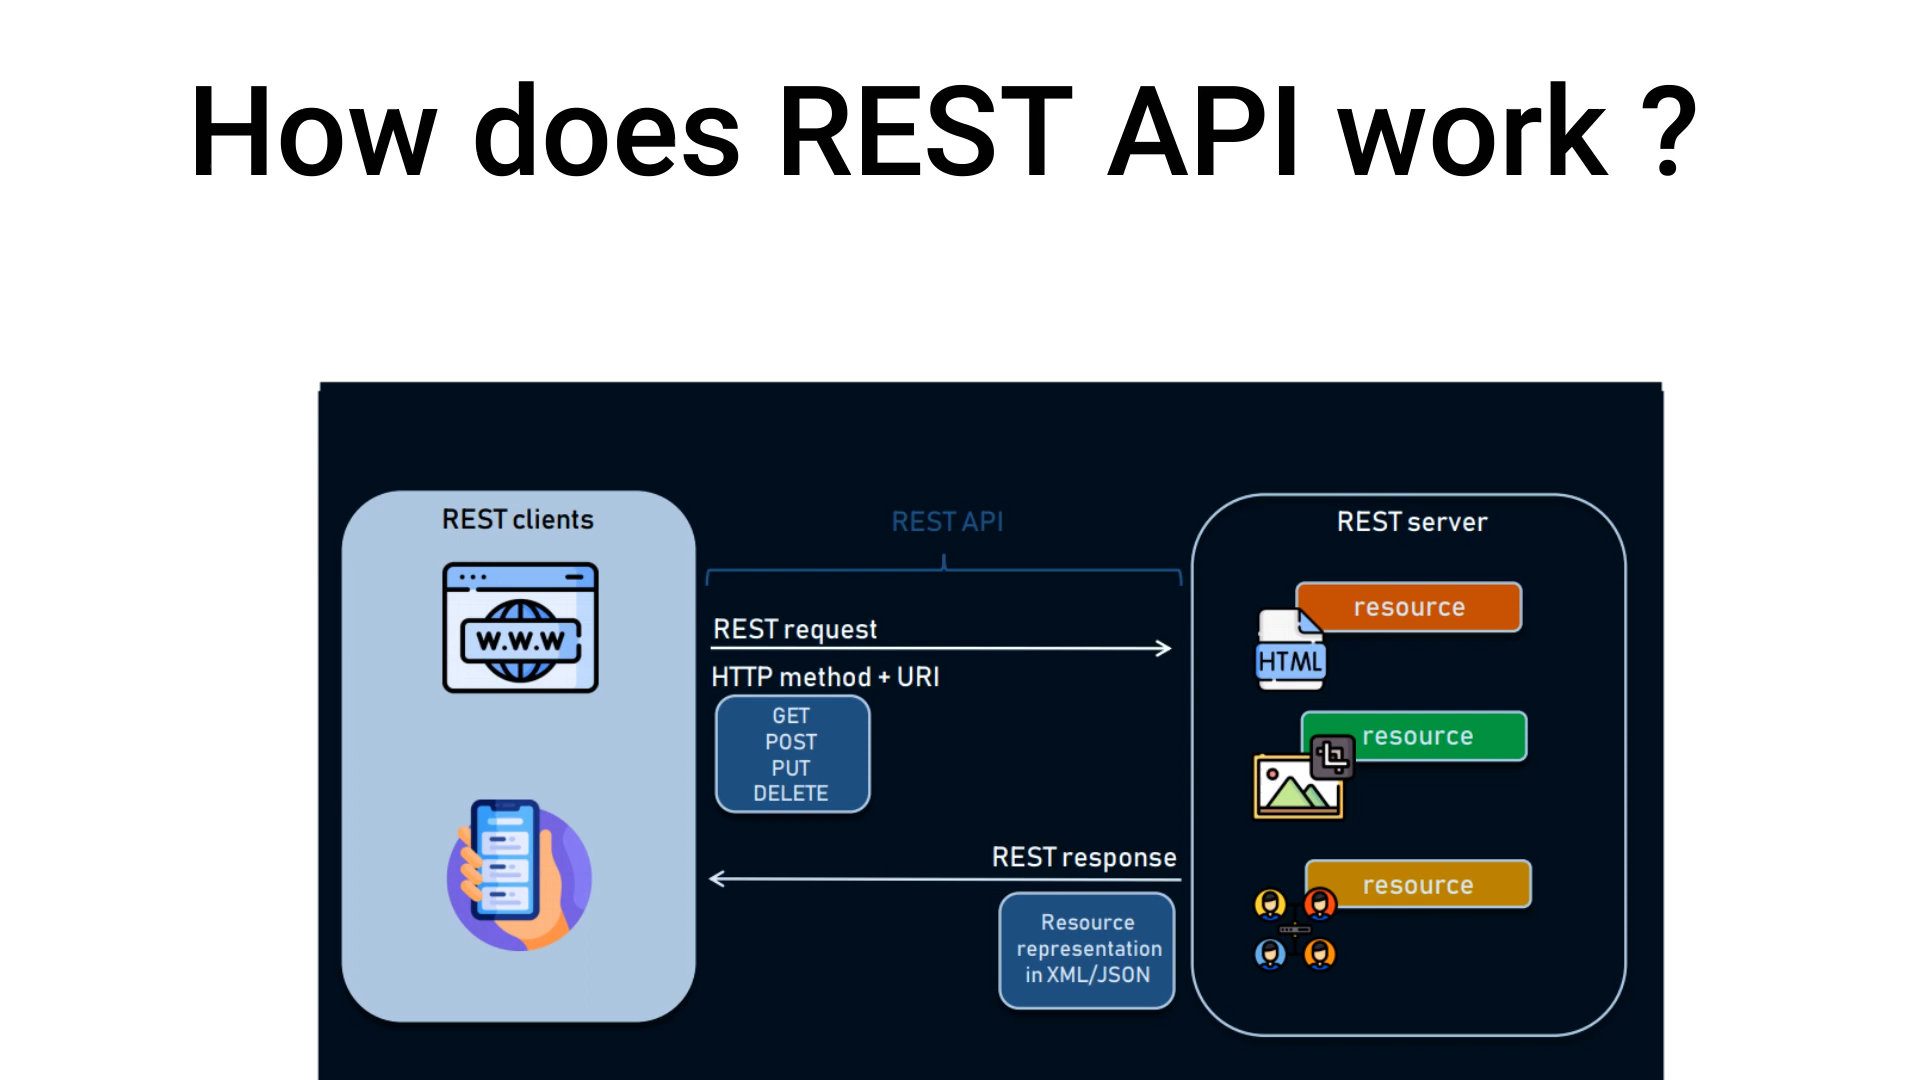 How does REST API work ?
REST clients
W.W.W
REST API
REST request
HTTP method + URI
GET
POST
PUT
DELETE
REST response
Resource
representation
in XML/JSON
REST server
resource
HTML
resource
resource